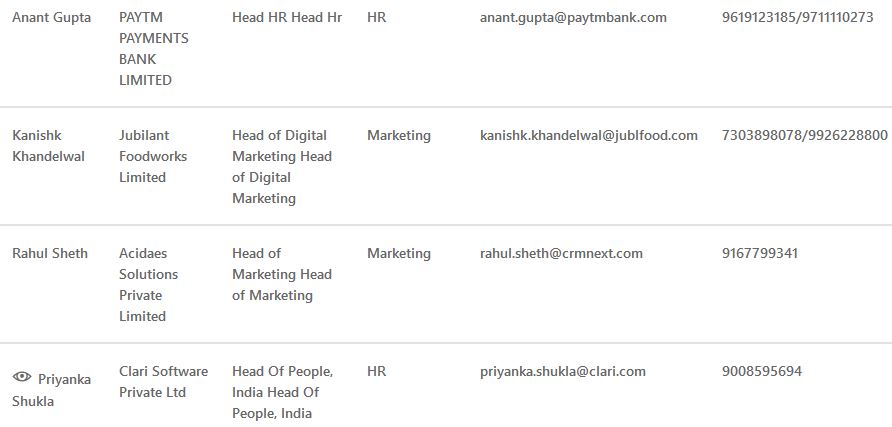 Anant Gupta PAYTM Head HR Head Hr HR anant.gupta@paytmbank.com 9619123185/9711110273
PAYMENTS
BANK
LIMITED
Kanishk Jubilant Head of Digital Marketing kanishk.khandelwal@jublfood.com 7303898078/9926228800
Khandelwal Foodworks Marketing Head
Limited of Digital
Marketing
Rahul Sheth Acidaes Head of Marketing rahul.sheth@crmnext.com 9167799341
Solutions Marketing Head
Private of Marketing
Limited
Priyanka Clari Software Head Of People, HR priyanka.shukla@clari.com 9008595694
Shukla Private Ltd India Head Of
People, India